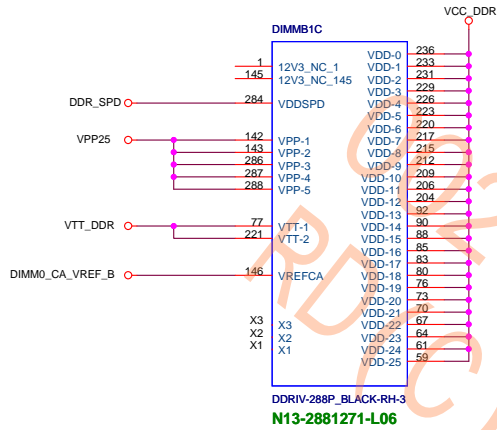 VCC_DDR
DIMMB1C
1 12V3_NC_1
145 12V3_NC_145
DDR_SPD 284 VDDSPD
VPP25 142 VPP-1
143 VPP-2
286 VPP-3
287 VPP-4
288 VPP-5
VTT_DDR 77 VTT-1
221 VTT-2
DIMM0_CA_VREF_B 146 VREFCA
X3 X3
X2 X2
X1 X1
VDD-0 236
VDD-1 233
VDD-2 231
VDD-3 229
VDD-4 226
VDD-5 223
VDD-6 220
VDD-7 217
VDD-8 215
VDD-9 212
VDD-10 209
VDD-11 206
VDD-12 204
VDD-13 92
VDD-14 90
VDD-15 88
VDD-16 85
VDD-17 83
VDD-18 80
VDD-19 76
VDD-20 73
VDD-21 70
VDD-22 67
VDD-23 64
VDD-24 61
VDD-25 59
DDRIV-288P_BLACK-RH-3
N13-2881271-L06